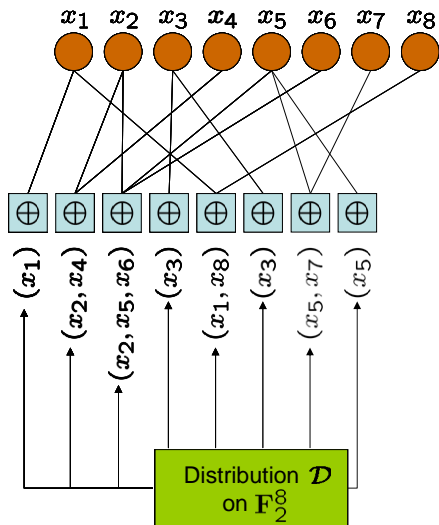 x₁ x₂ x₃ x₄ x₅ x₆ x₇ x₈
⊕ ⊕ ⊕ ⊕ ⊕ ⊕ ⊕ ⊕
(x₁)
(x₂, x₄)
(x₂, x₅, x₆)
(x₃)
(x₁, x₈)
(x₃)
(x₅, x₇)
(x₅)
Distribution 𝓓
on F₂⁸